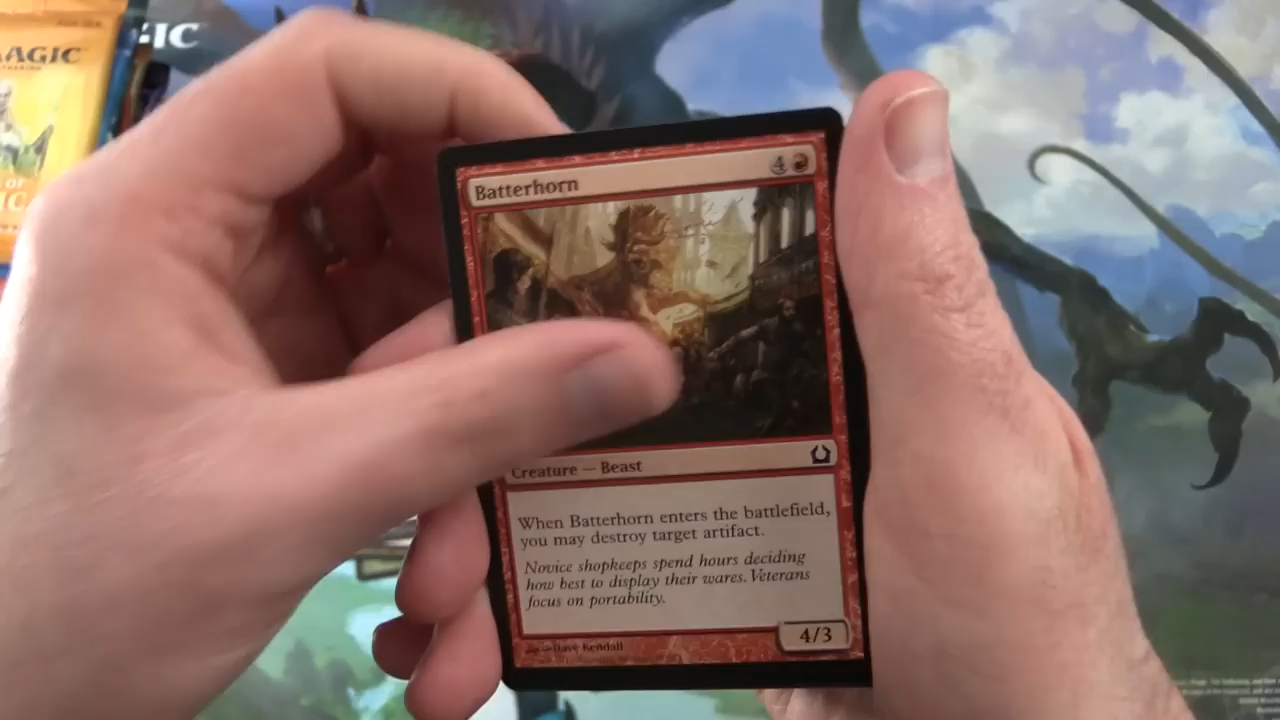 MAGIC
Batterhorn 4
Creature — Beast
When Batterhorn enters the battlefield,
you may destroy target artifact.
Novice shopkeeps spend hours deciding
how best to display their wares. Veterans
focus on portability.
4/3
Dave Kendall